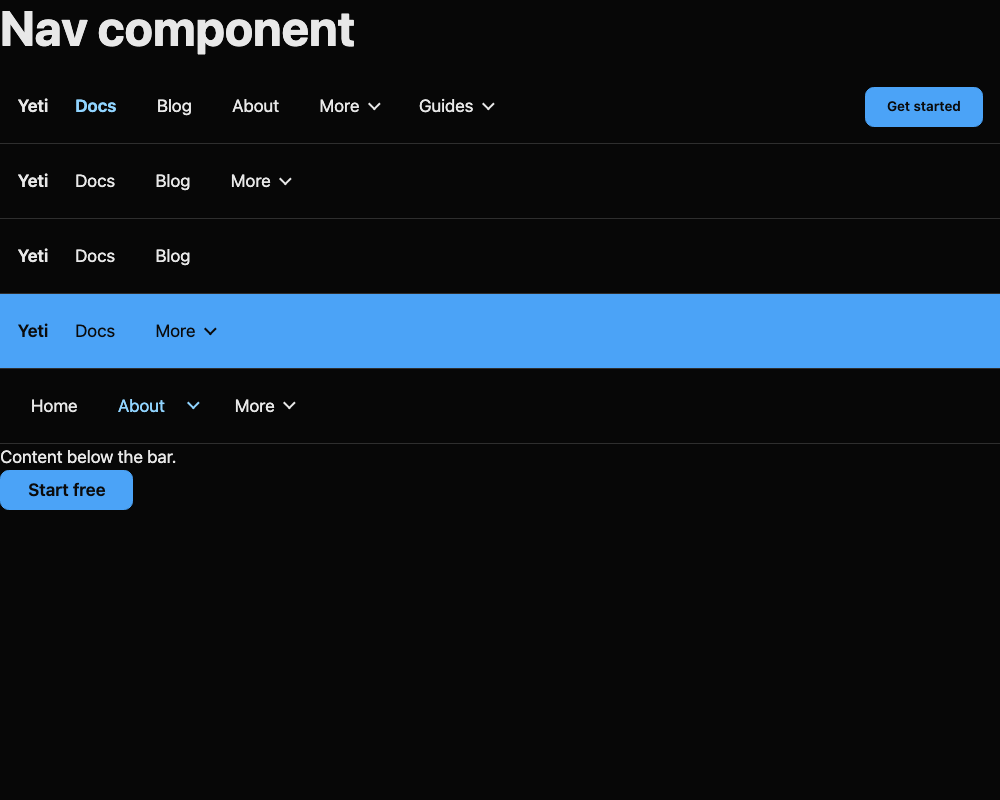 Nav component
Yeti Docs Blog About More Guides Get started
Yeti Docs Blog More
Yeti Docs Blog
Yeti Docs More
Home About More
Content below the bar.
Start free